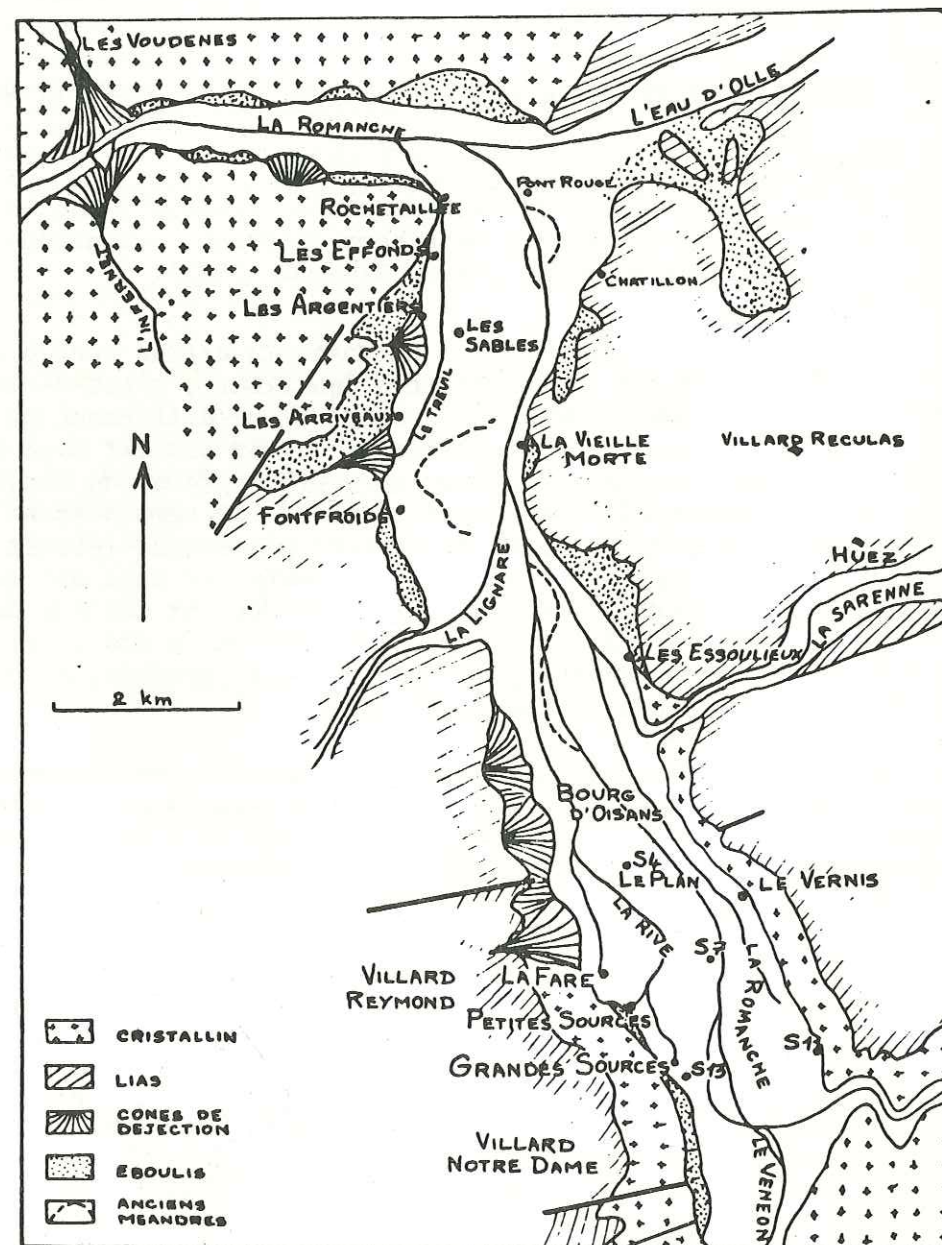 LES VOUDENES
L'EAU D'OLLE
LA ROMANCHE
PONT ROUGE
ROCHETAILLÉE
LES EFFONDS
L'INFERNET
CHATILLON
LES ARGENTIERS
LES
SABLES
LES ARRIVEAUX
LE TREUIL
LA VIEILLE
MORTE
VILLARD RECULAS
N
FONTFROIDE
HUEZ
LA SARENNE
LA LIGNARE
LES ESSOULIEUX
2 km
BOURG
D'OISANS
S4
LE PLAN
LE VERNIS
LA RIVE
S7
VILLARD
REYMOND
LA FARE
LA ROMANCHE
PETITES SOURCES
GRANDES SOURCES
S13
VILLARD
NOTRE DAME
LE VENEON
CRISTALLIN
LIAS
CONES DE
DEJECTION
EBOULIS
ANCIENS
MEANDRES